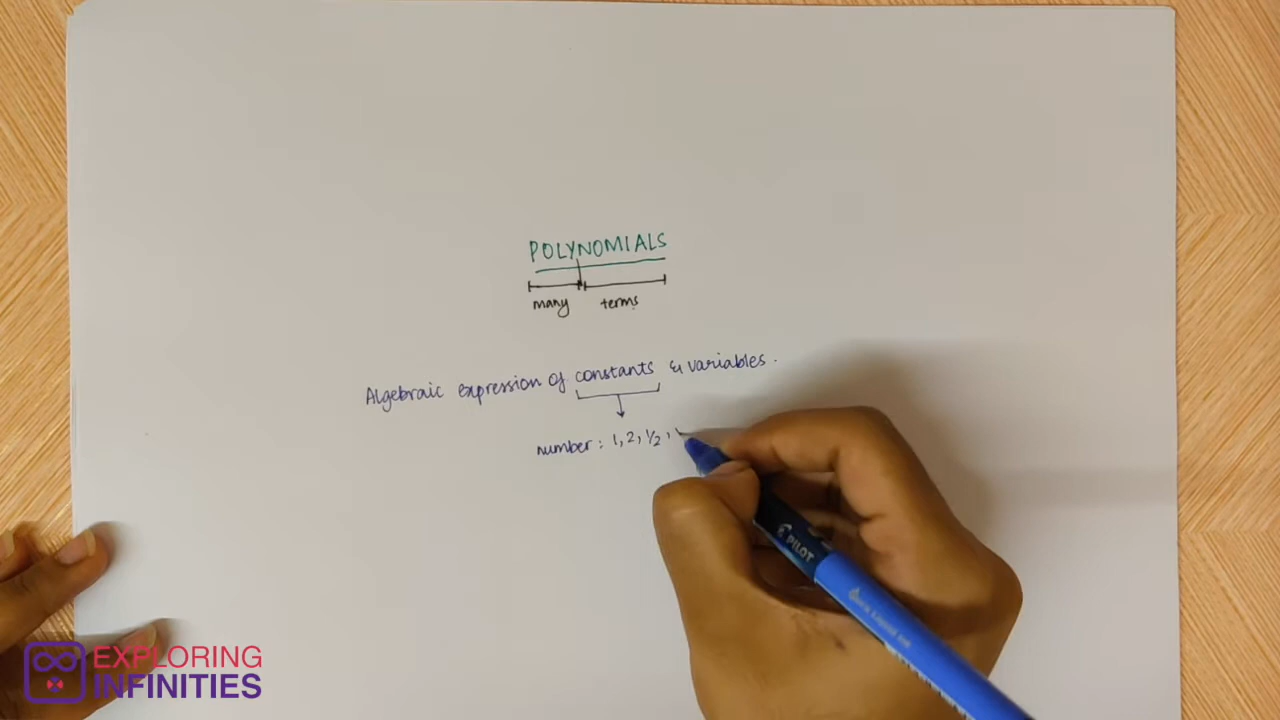 POLYNOMIALS
many terms
Algebraic expression of constants & variables.
number: 1, 2, 1/2,
PILOT
EXPLORING
INFINITIES